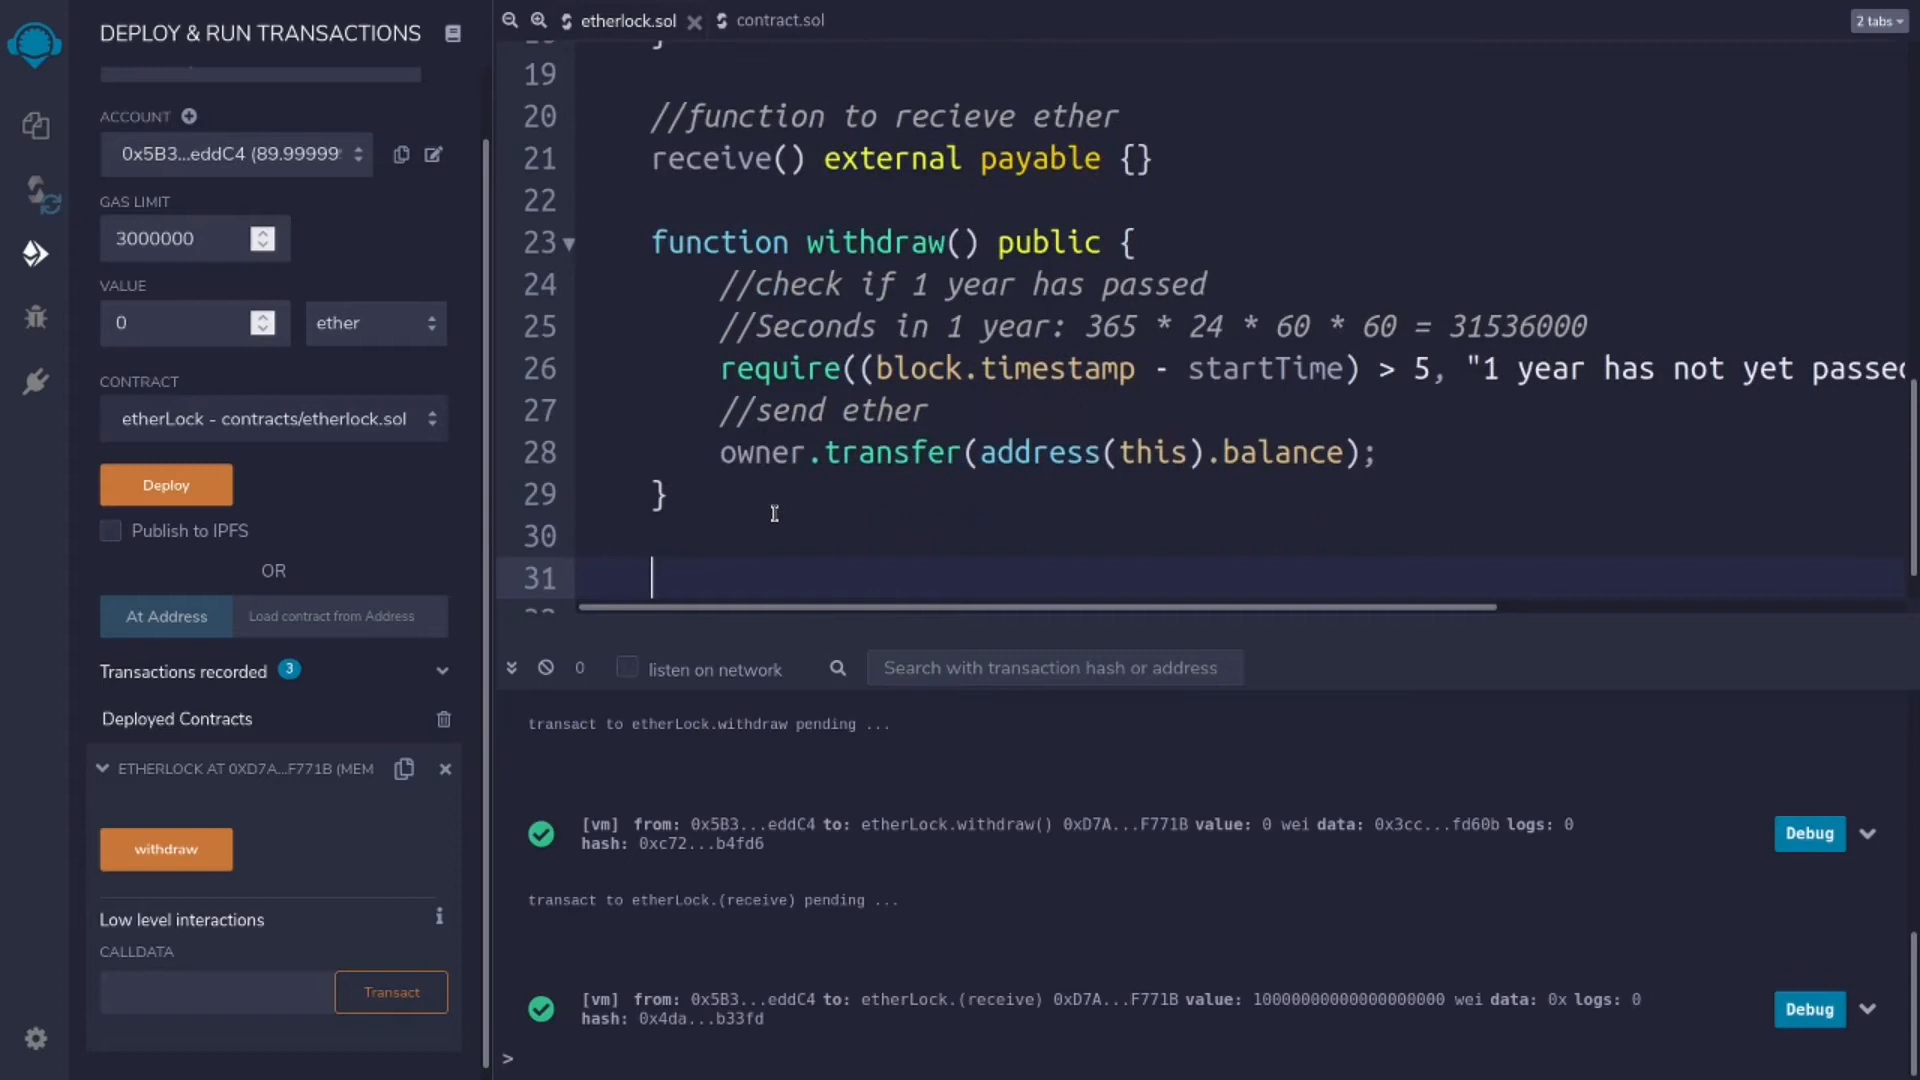 DEPLOY & RUN TRANSACTIONS
ACCOUNT
0x5B3...eddC4 (89.99999
GAS LIMIT
3000000
VALUE
0
ether
CONTRACT
etherLock - contracts/etherlock.sol
Deploy
Publish to IPFS
OR
At Address
Load contract from Address
Transactions recorded 3
Deployed Contracts
ETHERLOCK AT 0XD7A...F771B (MEM
withdraw
Low level interactions
i
CALLDATA
Transact
etherlock.sol
contract.sol
2 tabs
19
20 //function to recieve ether
21 receive() external payable {}
22
23 function withdraw() public {
24 //check if 1 year has passed
25 //Seconds in 1 year: 365 * 24 * 60 * 60 = 31536000
26 require((block.timestamp - startTime) > 5, "1 year has not yet passed
27 //send ether
28 owner.transfer(address(this).balance);
29 }
30
31
0
listen on network
Search with transaction hash or address
transact to etherLock.withdraw pending ...
[vm] from: 0x5B3...eddC4 to: etherLock.withdraw() 0xD7A...F771B value: 0 wei data: 0x3cc...fd60b logs: 0
hash: 0xc72...b4fd6
Debug
transact to etherLock.(receive) pending ...
[vm] from: 0x5B3...eddC4 to: etherLock.(receive) 0xD7A...F771B value: 10000000000000000000 wei data: 0x logs: 0
hash: 0x4da...b33fd
Debug
>